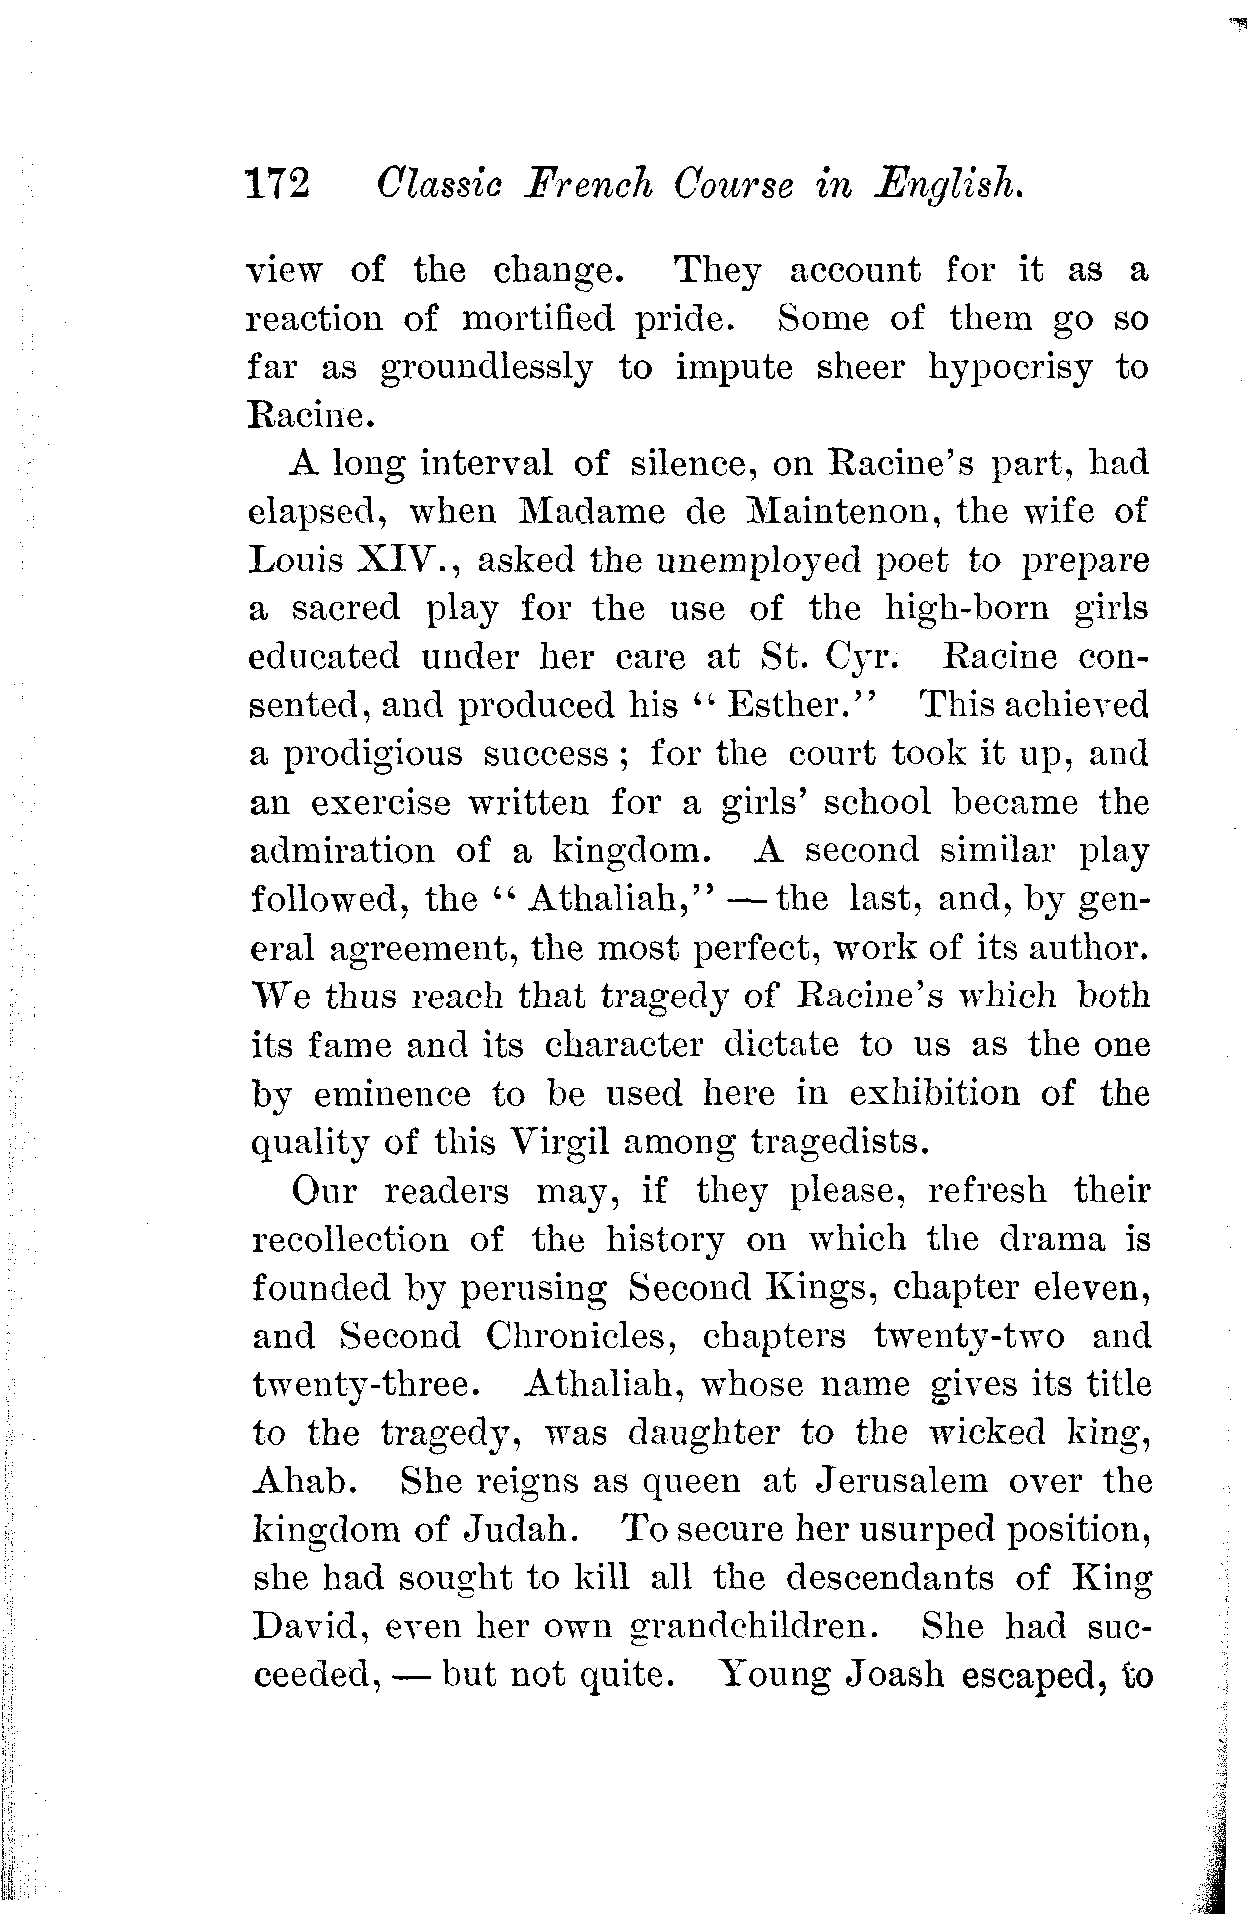 172 Classic French Course in English.
view of the change. They account for it as a
reaction of mortified pride. Some of them go so
far as groundlessly to impute sheer hypocrisy to
Racine.
A long interval of silence, on Racine's part, had
elapsed, when Madame de Maintenon, the wife of
Louis XIV., asked the unemployed poet to prepare
a sacred play for the use of the high-born girls
educated under her care at St. Cyr. Racine con-
sented, and produced his “ Esther.” This achieved
a prodigious success ; for the court took it up, and
an exercise written for a girls' school became the
admiration of a kingdom. A second similar play
followed, the “ Athaliah,” — the last, and, by gen-
eral agreement, the most perfect, work of its author.
We thus reach that tragedy of Racine's which both
its fame and its character dictate to us as the one
by eminence to be used here in exhibition of the
quality of this Virgil among tragedists.
Our readers may, if they please, refresh their
recollection of the history on which the drama is
founded by perusing Second Kings, chapter eleven,
and Second Chronicles, chapters twenty-two and
twenty-three. Athaliah, whose name gives its title
to the tragedy, was daughter to the wicked king,
Ahab. She reigns as queen at Jerusalem over the
kingdom of Judah. To secure her usurped position,
she had sought to kill all the descendants of King
David, even her own grandchildren. She had suc-
ceeded, — but not quite. Young Joash escaped, to